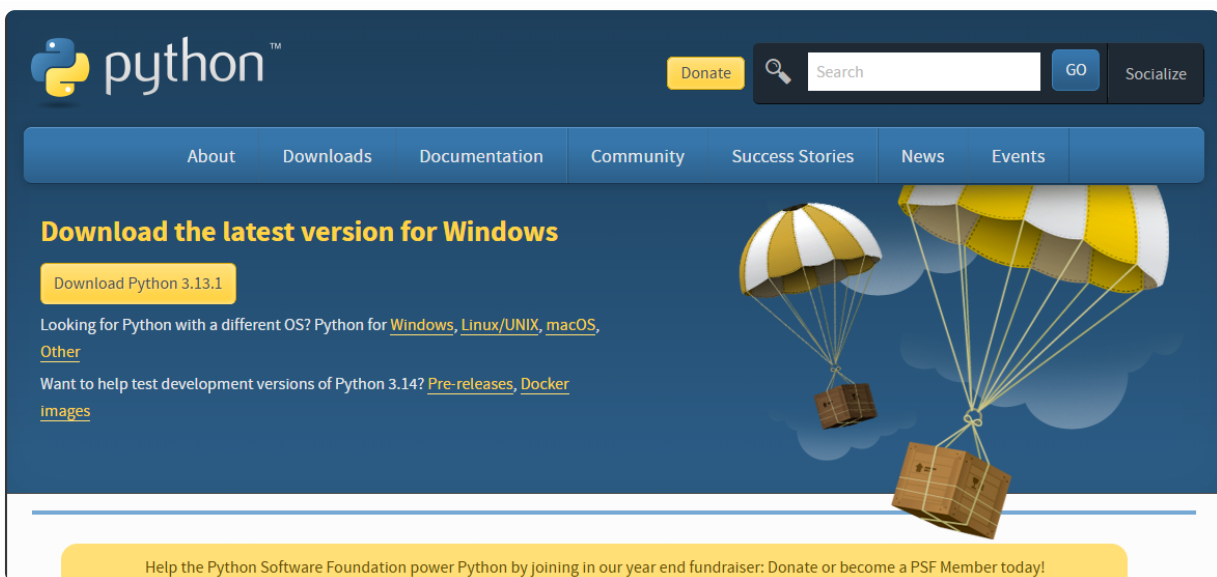 python™
Donate
Search
GO
Socialize
About
Downloads
Documentation
Community
Success Stories
News
Events
Download the latest version for Windows
Download Python 3.13.1
Looking for Python with a different OS? Python for Windows, Linux/UNIX, macOS,
Other
Want to help test development versions of Python 3.14? Pre-releases, Docker
images
Help the Python Software Foundation power Python by joining in our year end fundraiser: Donate or become a PSF Member today!